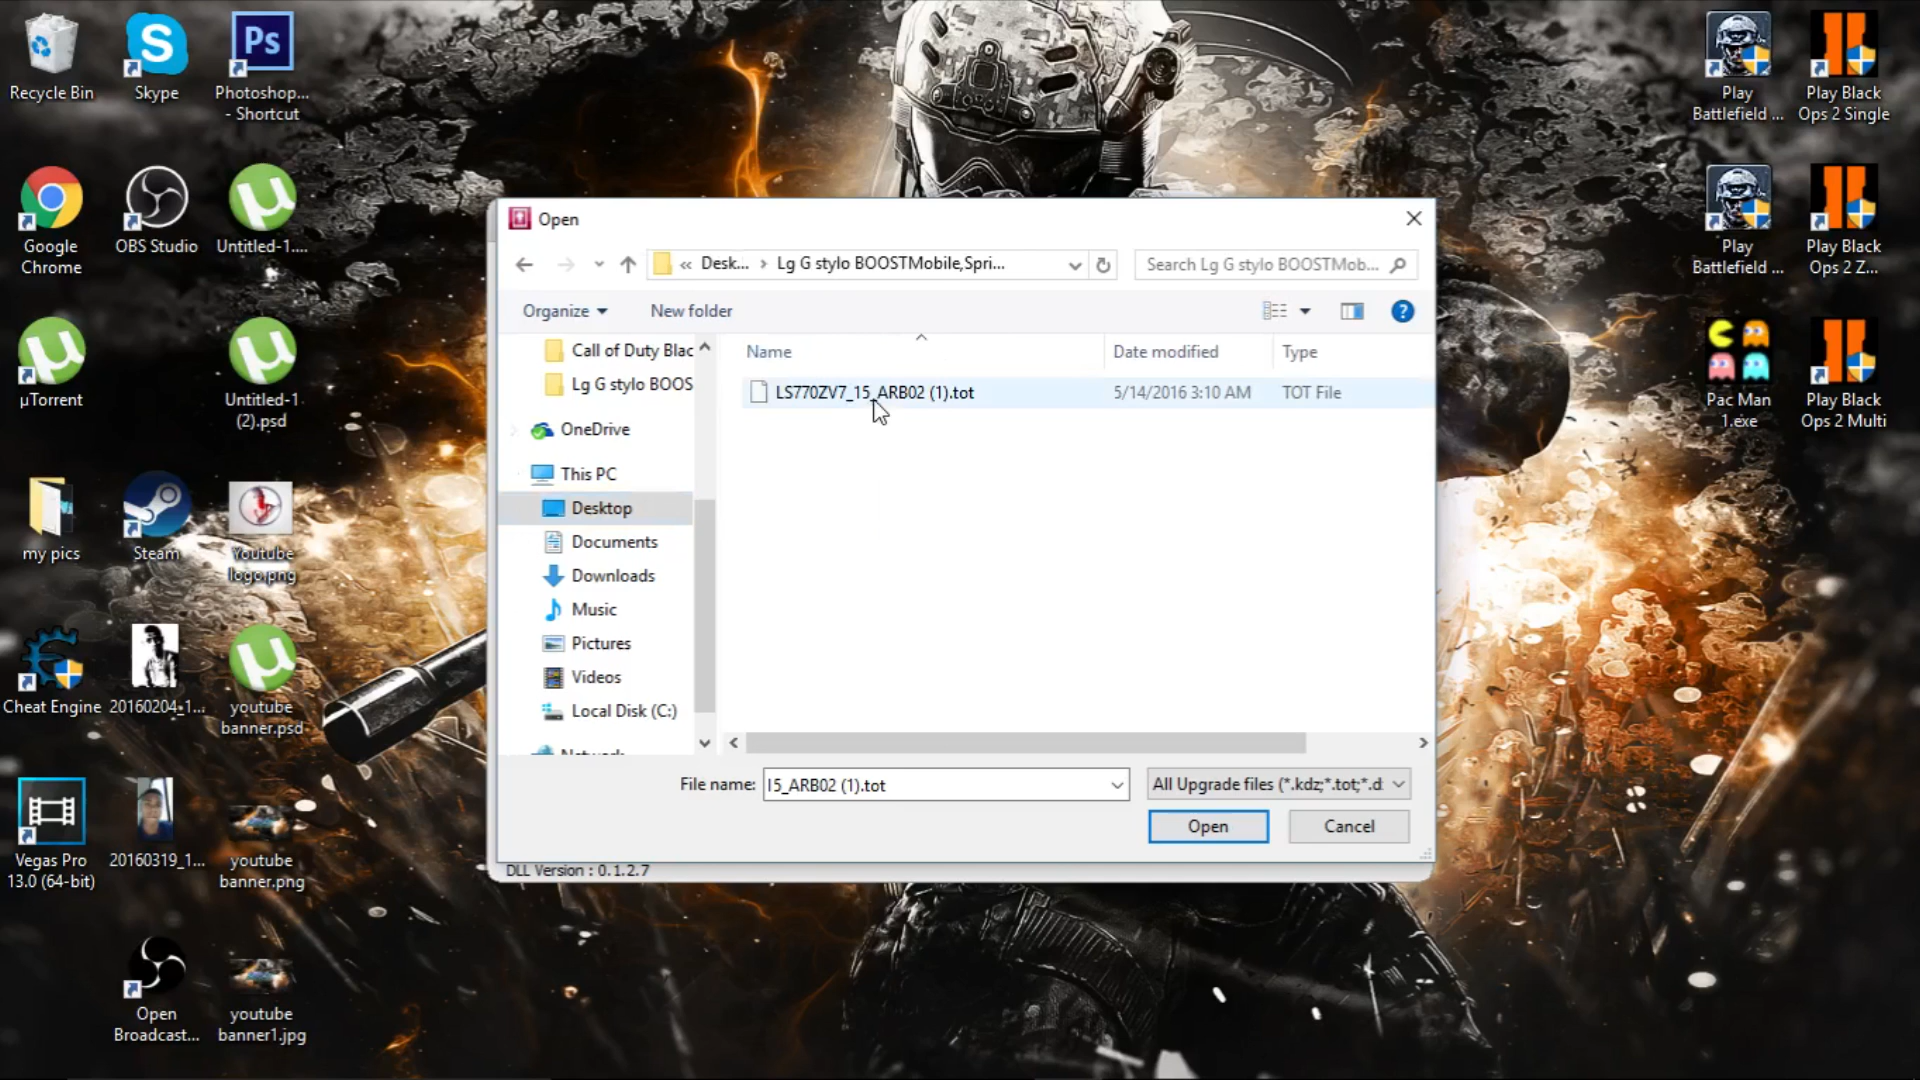 Recycle Bin
Skype
Photoshop...
- Shortcut
Google
Chrome
OBS Studio
Untitled-1....
µTorrent
Untitled-1
(2).psd
my pics
Steam
Youtube
logo.png
Cheat Engine
20160204_1...
youtube
banner.psd
Vegas Pro
13.0 (64-bit)
20160319_1...
youtube
banner.png
Open
Broadcast...
youtube
banner1.jpg
Play
Battlefield ...
Play Black
Ops 2 Single
Play
Battlefield ...
Play Black
Ops 2 Z...
Pac Man
1.exe
Play Black
Ops 2 Multi
Open
« Desk... › Lg G stylo BOOSTMobile,Spri...
Search Lg G stylo BOOSTMob...
Organize
New folder
Name
Date modified
Type
LS770ZV7_15_ARB02 (1).tot
5/14/2016 3:10 AM
TOT File
Call of Duty Blac
Lg G stylo BOOS
OneDrive
This PC
Desktop
Documents
Downloads
Music
Pictures
Videos
Local Disk (C:)
File name:
15_ARB02 (1).tot
All Upgrade files (*.kdz;*.tot;*.d
Open
Cancel
DLL Version : 0.1.2.7